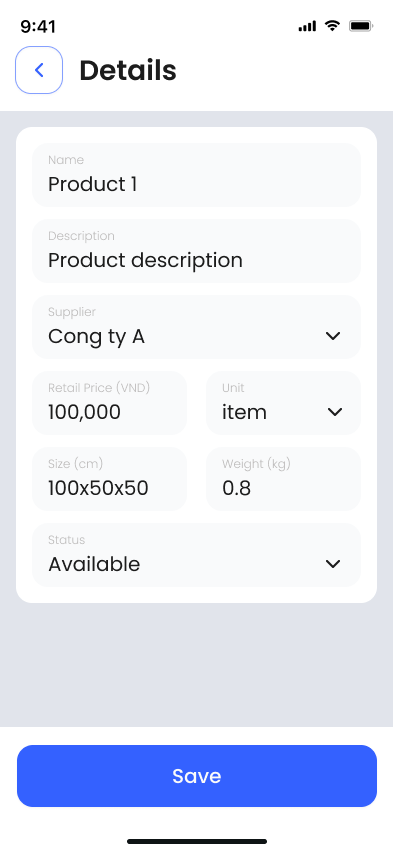 9:41
Details
Name
Product 1
Description
Product description
Supplier
Cong ty A
Retail Price (VND)
100,000
Unit
item
Size (cm)
100x50x50
Weight (kg)
0.8
Status
Available
Save